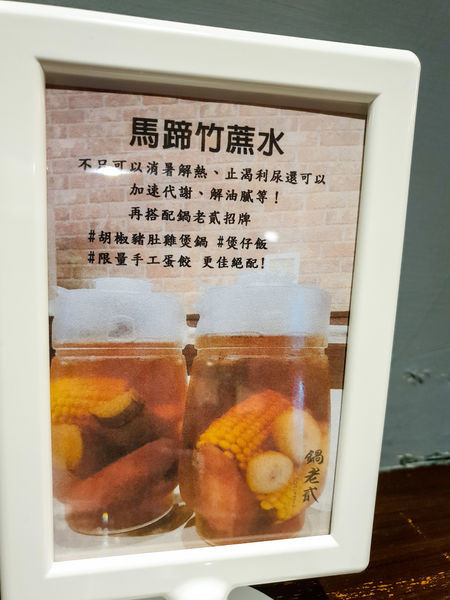 馬蹄竹蔗水
不只可以消暑解熱、止渴利尿還可以
加速代謝、解油膩等！
再搭配鍋老貳招牌
#胡椒豬肚雞煲鍋 #煲仔飯
#限量手工蛋餃 更佳絕配!
鍋老貳